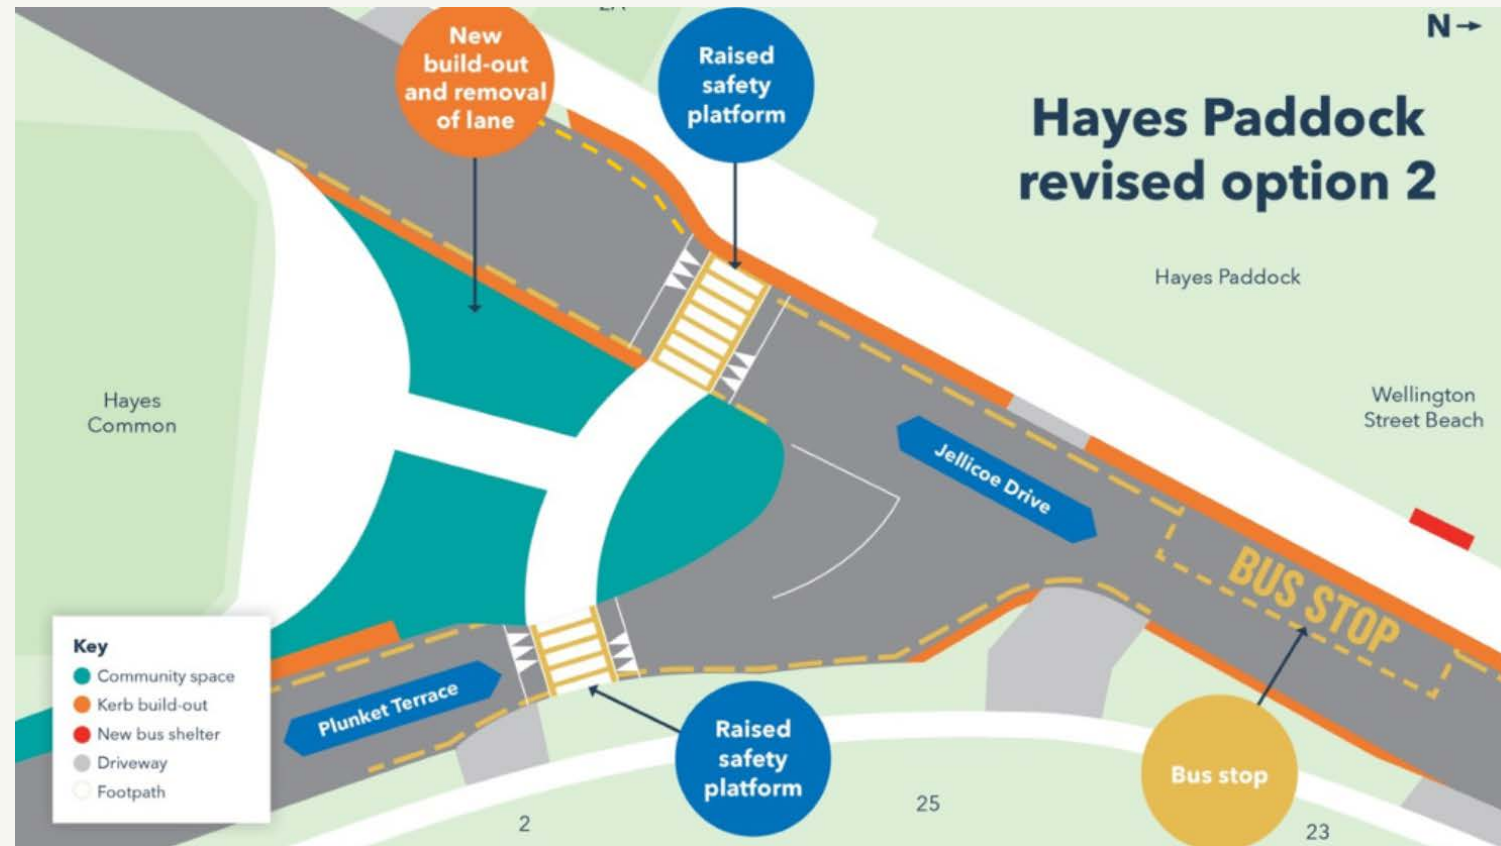 2A
New
build-out
and removal
of lane
Raised
safety
platform
N
Hayes Paddock
revised option 2
Hayes Paddock
Wellington
Street Beach
Hayes
Common
Jellicoe Drive
BUS STOP
Key
Community space
Kerb build-out
New bus shelter
Driveway
Footpath
Plunket Terrace
Raised
safety
platform
Bus stop
2
25
23